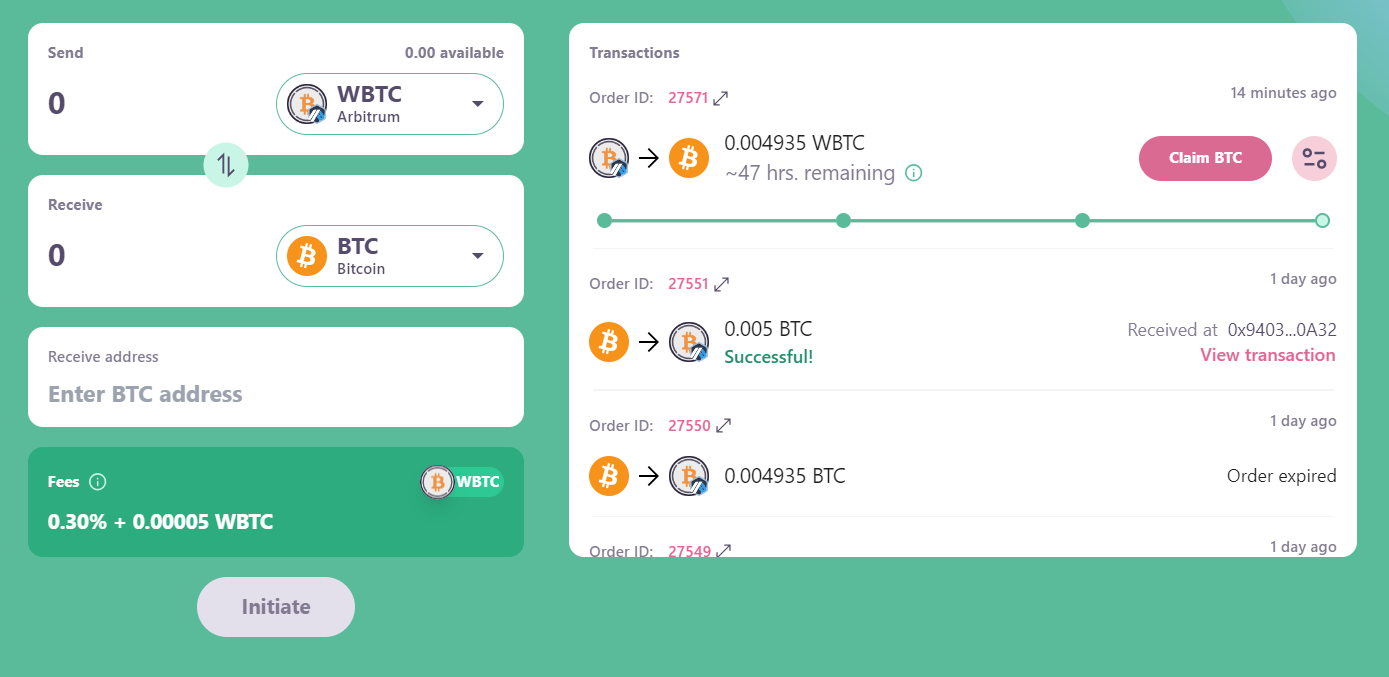 Send
0.00 available
0
WBTC
Arbitrum
Receive
0
BTC
Bitcoin
Receive address
Enter BTC address
Fees
WBTC
0.30% + 0.00005 WBTC
Initiate
Transactions
Order ID: 27571
14 minutes ago
0.004935 WBTC
~47 hrs. remaining
Claim BTC
Order ID: 27551
1 day ago
0.005 BTC
Successful!
Received at 0x9403...0A32
View transaction
Order ID: 27550
1 day ago
0.004935 BTC
Order expired
Order ID: 27549
1 day ago